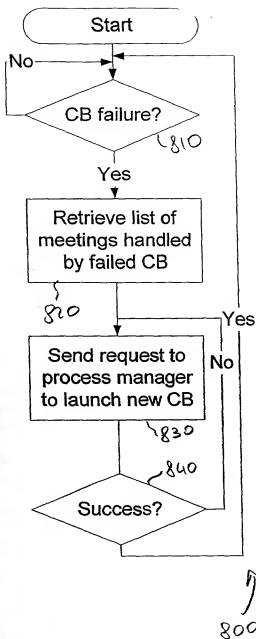 Start
No
CB failure?
810
Yes
Retrieve list of
meetings handled
by failed CB
820
Yes
No
Send request to
process manager
to launch new CB
830
840
Success?
800